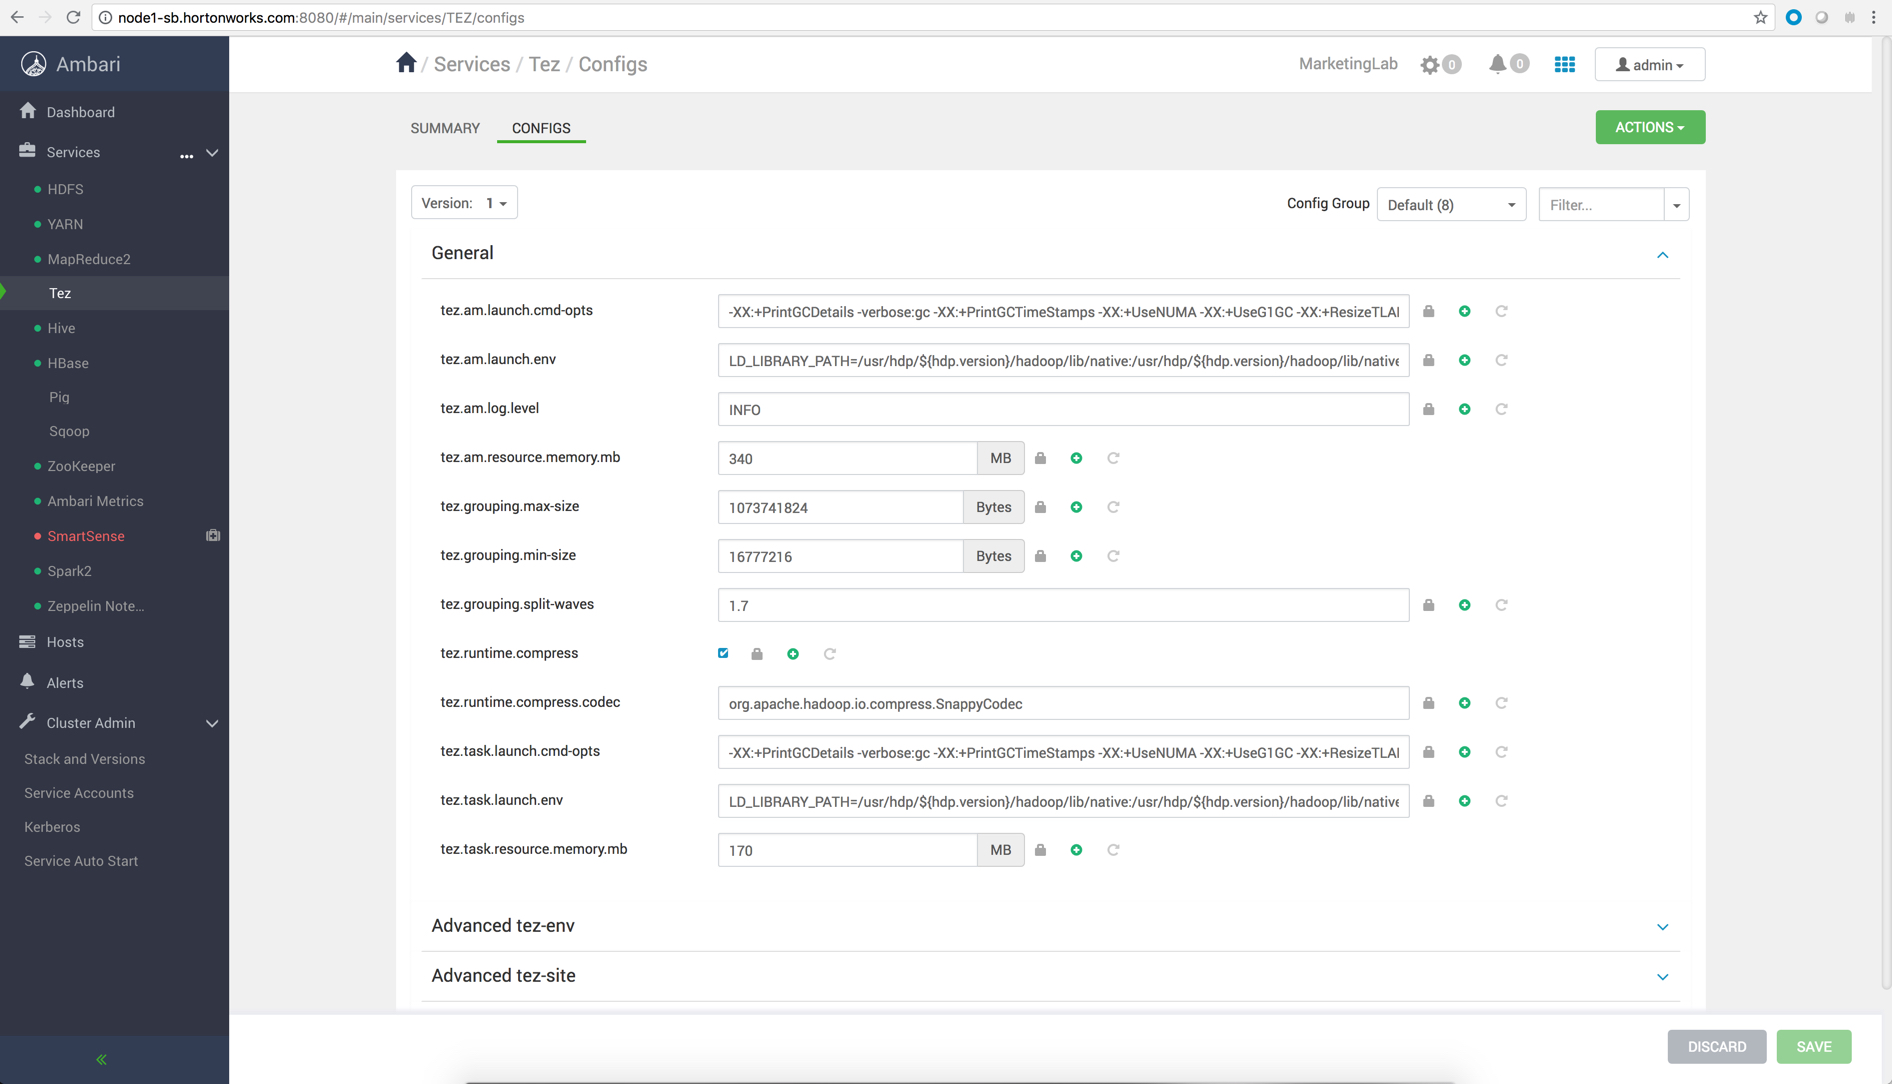 node1-sb.hortonworks.com:8080/#/main/services/TEZ/configs
Ambari
/ Services / Tez / Configs
MarketingLab
0
0
admin
Dashboard
Services
...
HDFS
YARN
MapReduce2
Tez
Hive
HBase
Pig
Sqoop
ZooKeeper
Ambari Metrics
SmartSense
Spark2
Zeppelin Note...
Hosts
Alerts
Cluster Admin
Stack and Versions
Service Accounts
Kerberos
Service Auto Start
SUMMARY
CONFIGS
ACTIONS
Version: 1
Config Group
Default (8)
Filter...
General
tez.am.launch.cmd-opts
-XX:+PrintGCDetails -verbose:gc -XX:+PrintGCTimeStamps -XX:+UseNUMA -XX:+UseG1GC -XX:+ResizeTLA
tez.am.launch.env
LD_LIBRARY_PATH=/usr/hdp/${hdp.version}/hadoop/lib/native:/usr/hdp/${hdp.version}/hadoop/lib/native
tez.am.log.level
INFO
tez.am.resource.memory.mb
340 MB
tez.grouping.max-size
1073741824 Bytes
tez.grouping.min-size
16777216 Bytes
tez.grouping.split-waves
1.7
tez.runtime.compress
tez.runtime.compress.codec
org.apache.hadoop.io.compress.SnappyCodec
tez.task.launch.cmd-opts
-XX:+PrintGCDetails -verbose:gc -XX:+PrintGCTimeStamps -XX:+UseNUMA -XX:+UseG1GC -XX:+ResizeTLA
tez.task.launch.env
LD_LIBRARY_PATH=/usr/hdp/${hdp.version}/hadoop/lib/native:/usr/hdp/${hdp.version}/hadoop/lib/native
tez.task.resource.memory.mb
170 MB
Advanced tez-env
Advanced tez-site
DISCARD
SAVE